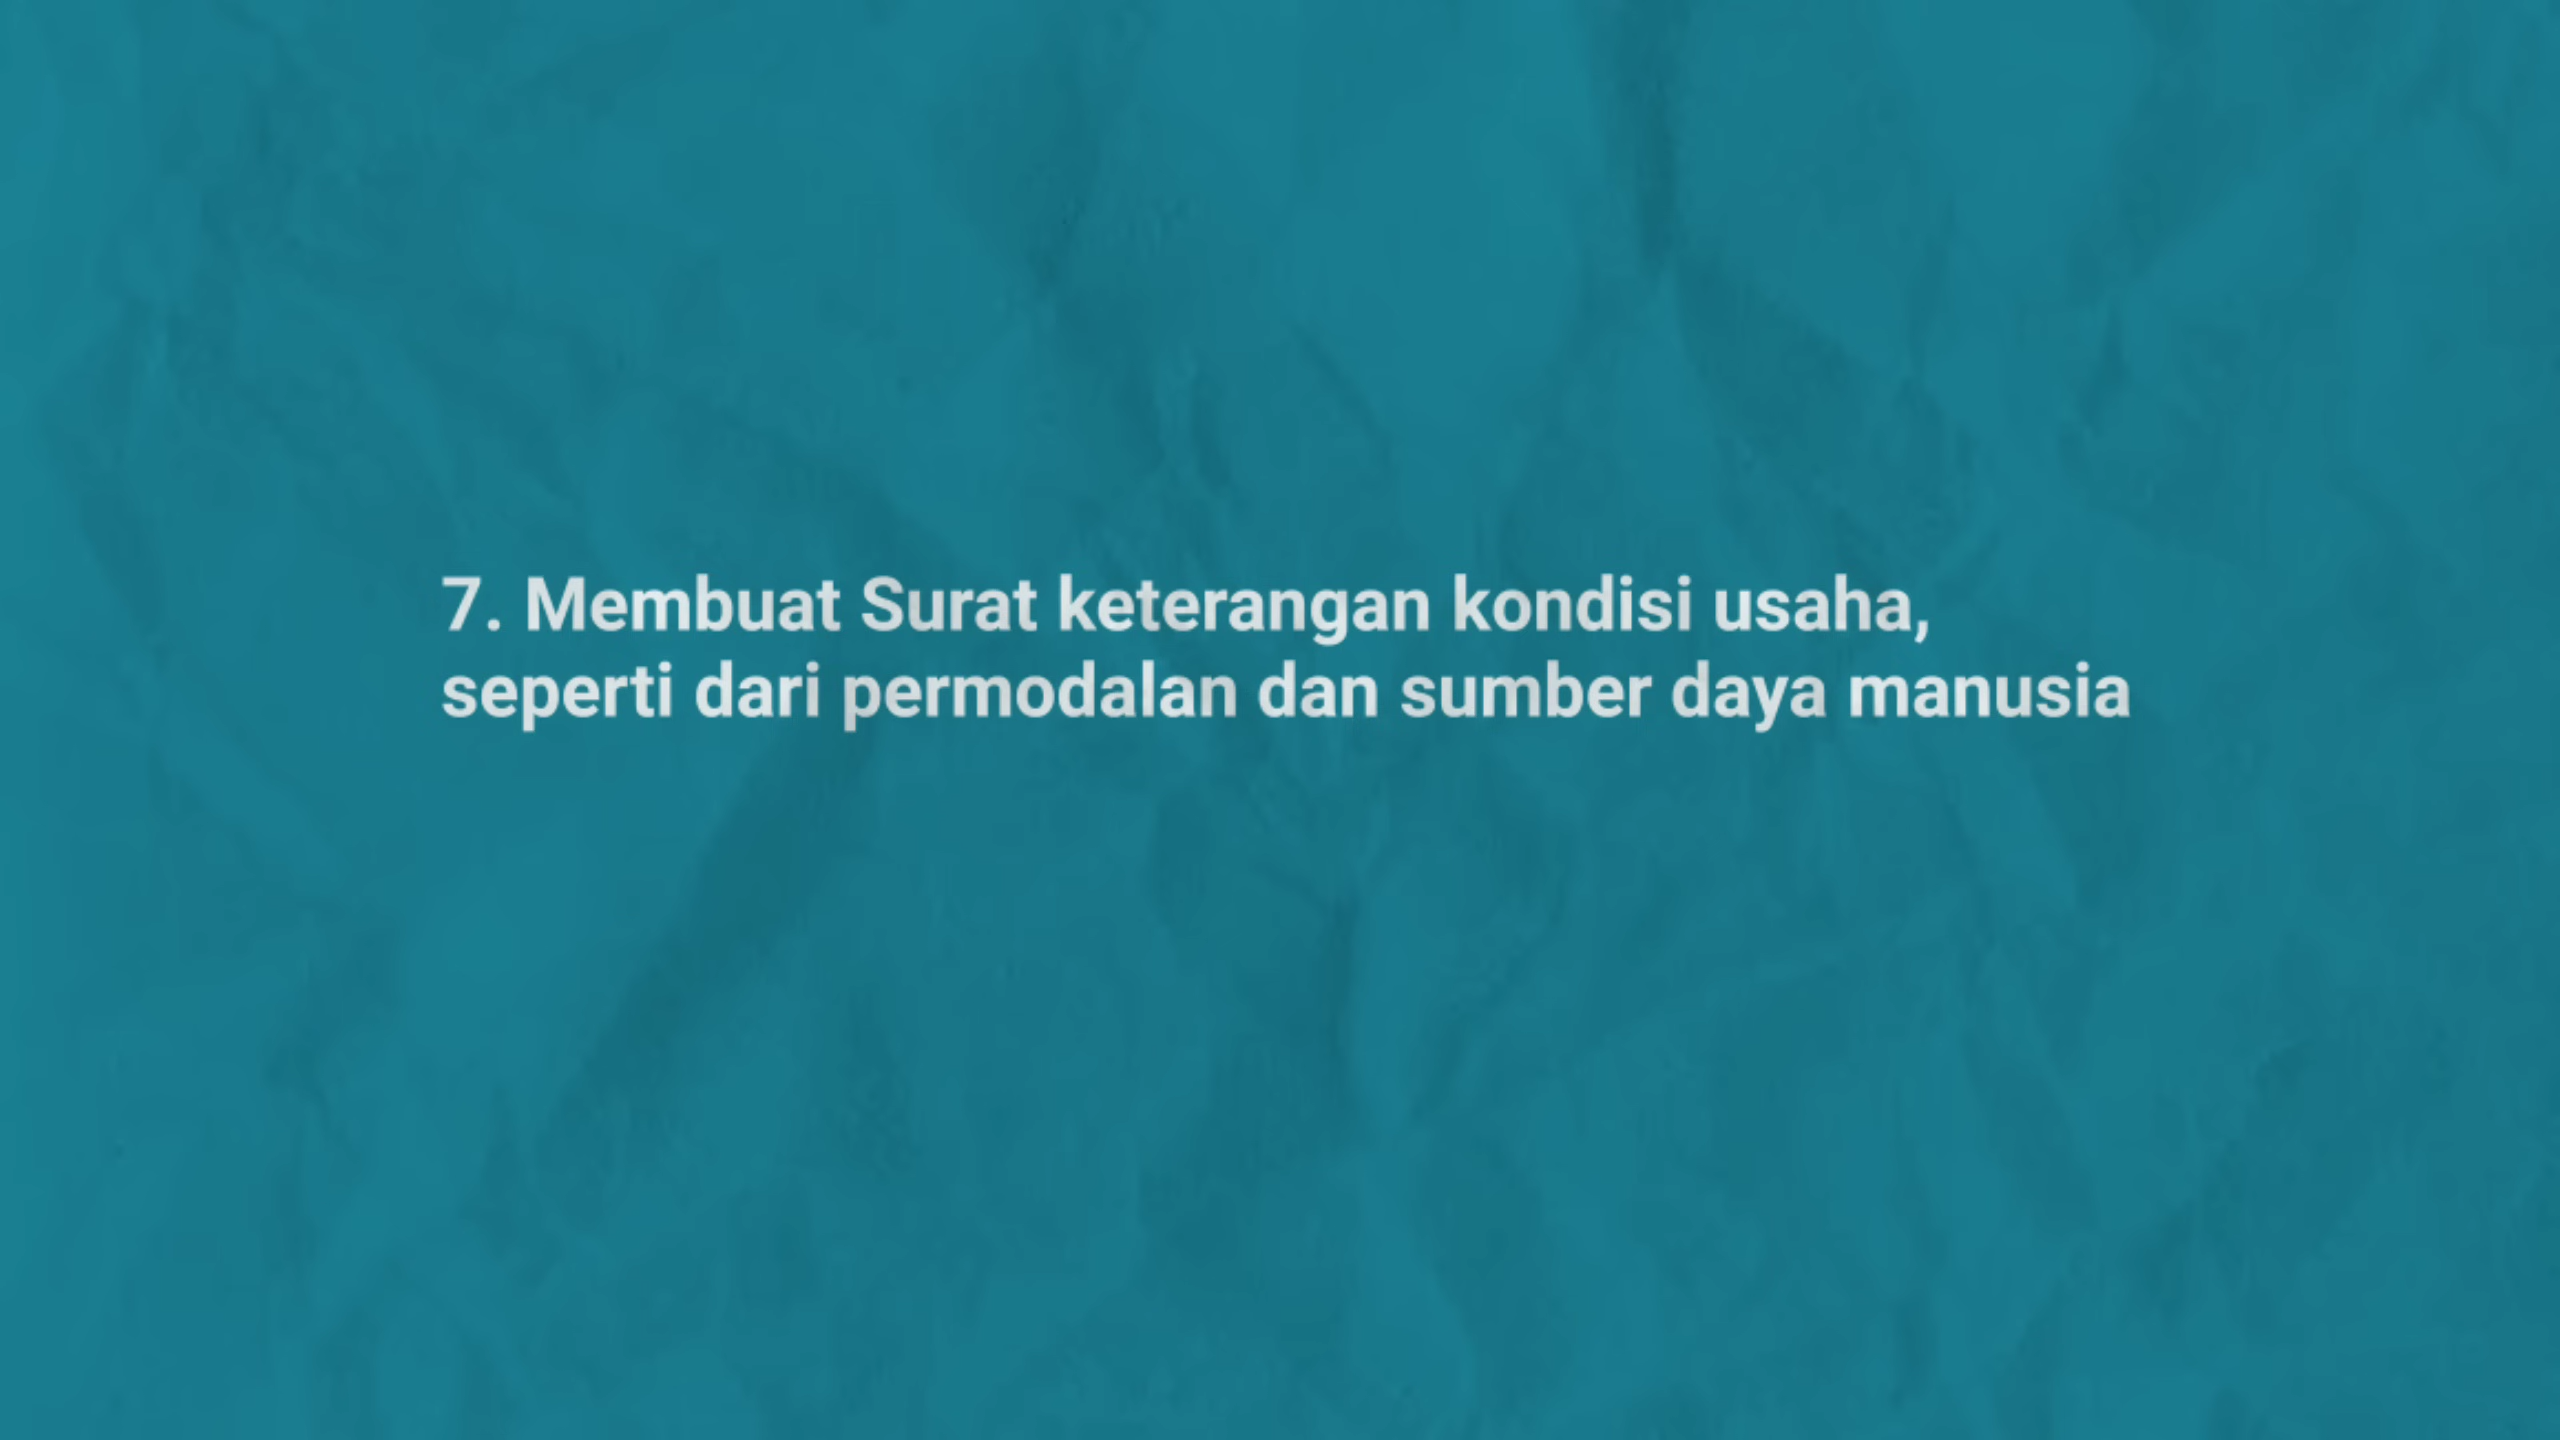 7. Membuat Surat keterangan kondisi usaha,
seperti dari permodalan dan sumber daya manusia